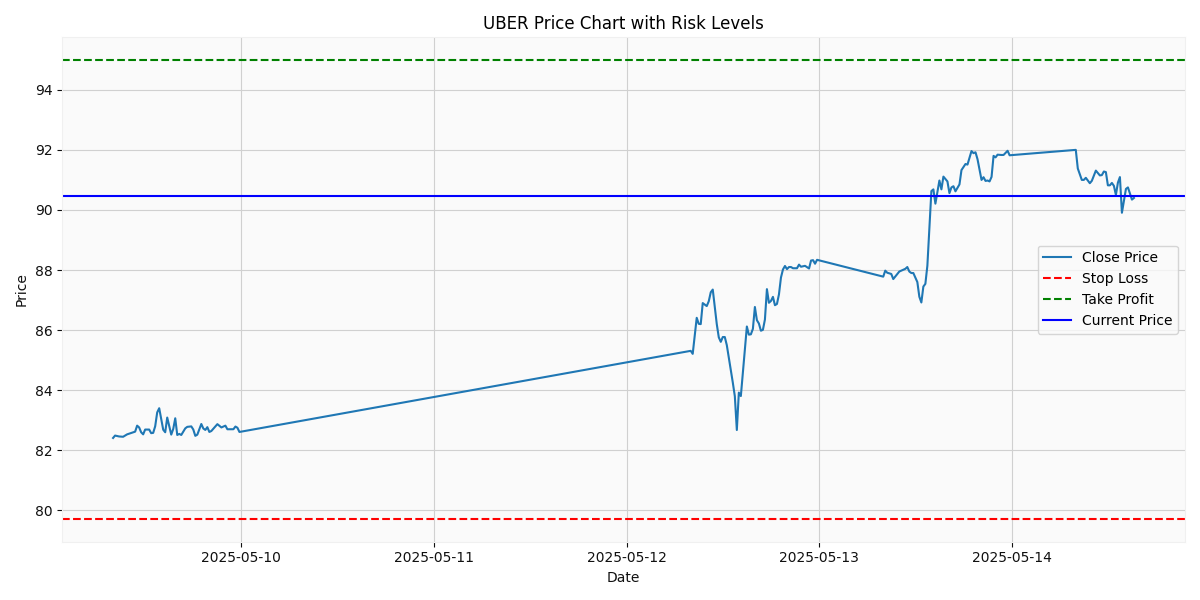 UBER Price Chart with Risk Levels
Price
94
92
90
88
86
84
82
80
Close Price
Stop Loss
Take Profit
Current Price
2025-05-10
2025-05-11
2025-05-12
2025-05-13
2025-05-14
Date